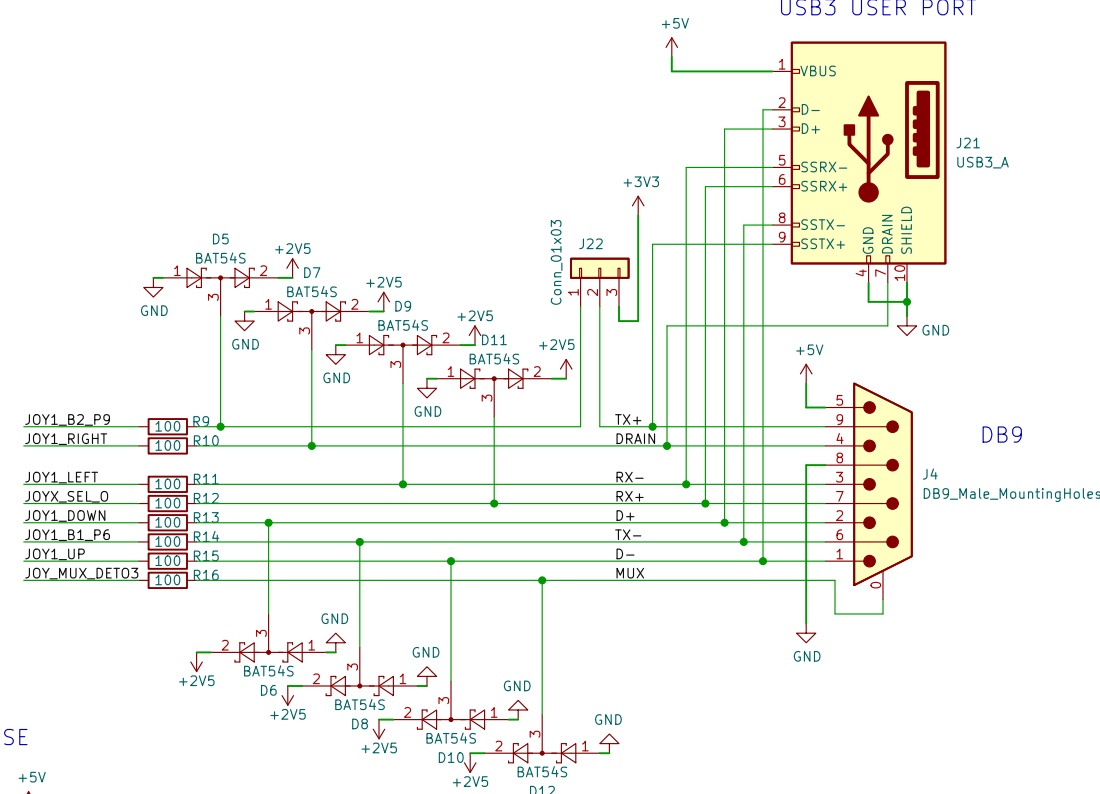 USB3 USER PORT
+5V
1 VBUS
2 D-
3 D+
5 SSRX-
6 SSRX+
8 SSTX-
9 SSTX+
GND
DRAIN
SHIELD
4
7
10
J21
USB3_A
GND
+3V3
J22
Conn_01x03
1
2
3
D5
BAT54S
1 2
3
+2V5
GND
D7
BAT54S
1 2
3
+2V5
GND
D9
BAT54S
1 2
3
+2V5
GND
D11
BAT54S
1 2
3
+2V5
GND
JOY1_B2_P9 100 R9 TX+ 9
JOY1_RIGHT 100 R10 DRAIN 4
JOY1_LEFT 100 R11 RX- 3
JOYX_SEL_O 100 R12 RX+ 7
JOY1_DOWN 100 R13 D+ 2
JOY1_B1_P6 100 R14 TX- 6
JOY1_UP 100 R15 D- 1
JOY_MUX_DETO3 100 R16 MUX
+5V
5
8
0
DB9
J4
DB9_Male_MountingHoles
GND
GND
3
2 1
BAT54S
+2V5
D6
GND
3
2 1
BAT54S
+2V5
D8
GND
3
2 1
BAT54S
+2V5
D10
GND
3
2 1
BAT54S
+2V5
D12
SE
+5V